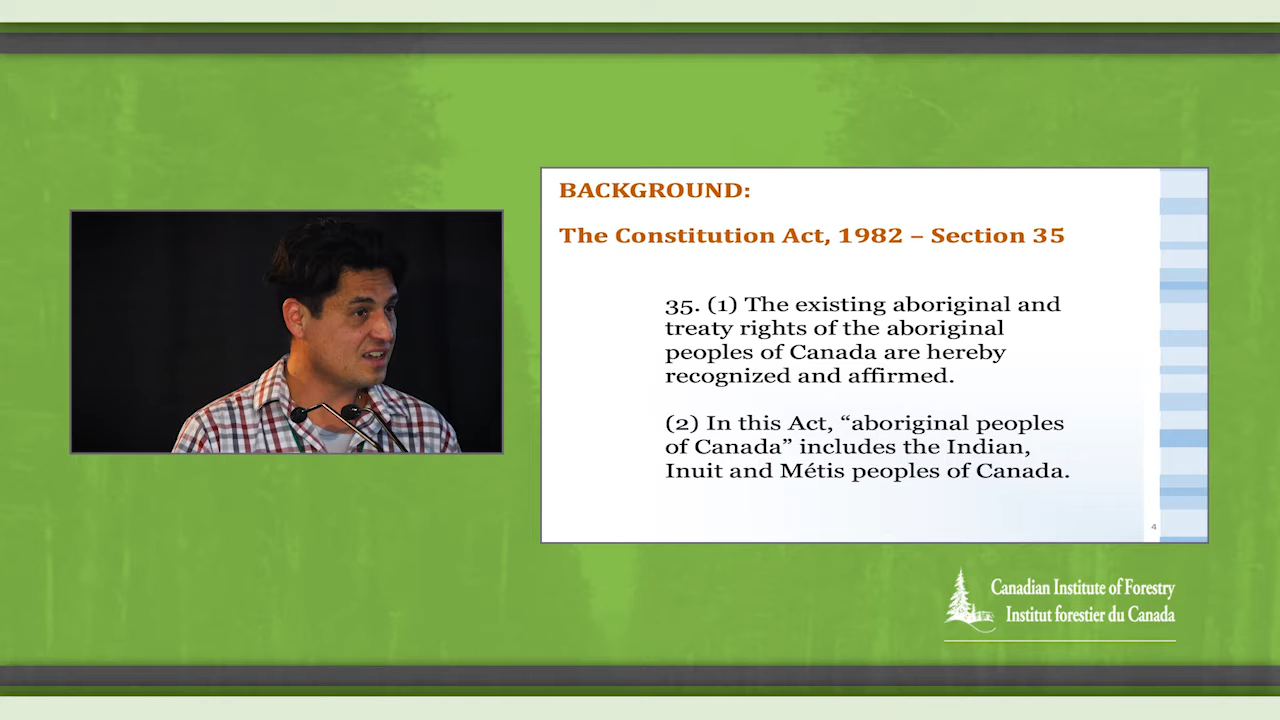 BACKGROUND:
The Constitution Act, 1982 – Section 35
35. (1) The existing aboriginal and
treaty rights of the aboriginal
peoples of Canada are hereby
recognized and affirmed.
(2) In this Act, “aboriginal peoples
of Canada” includes the Indian,
Inuit and Métis peoples of Canada.
4
Canadian Institute of Forestry
Institut forestier du Canada